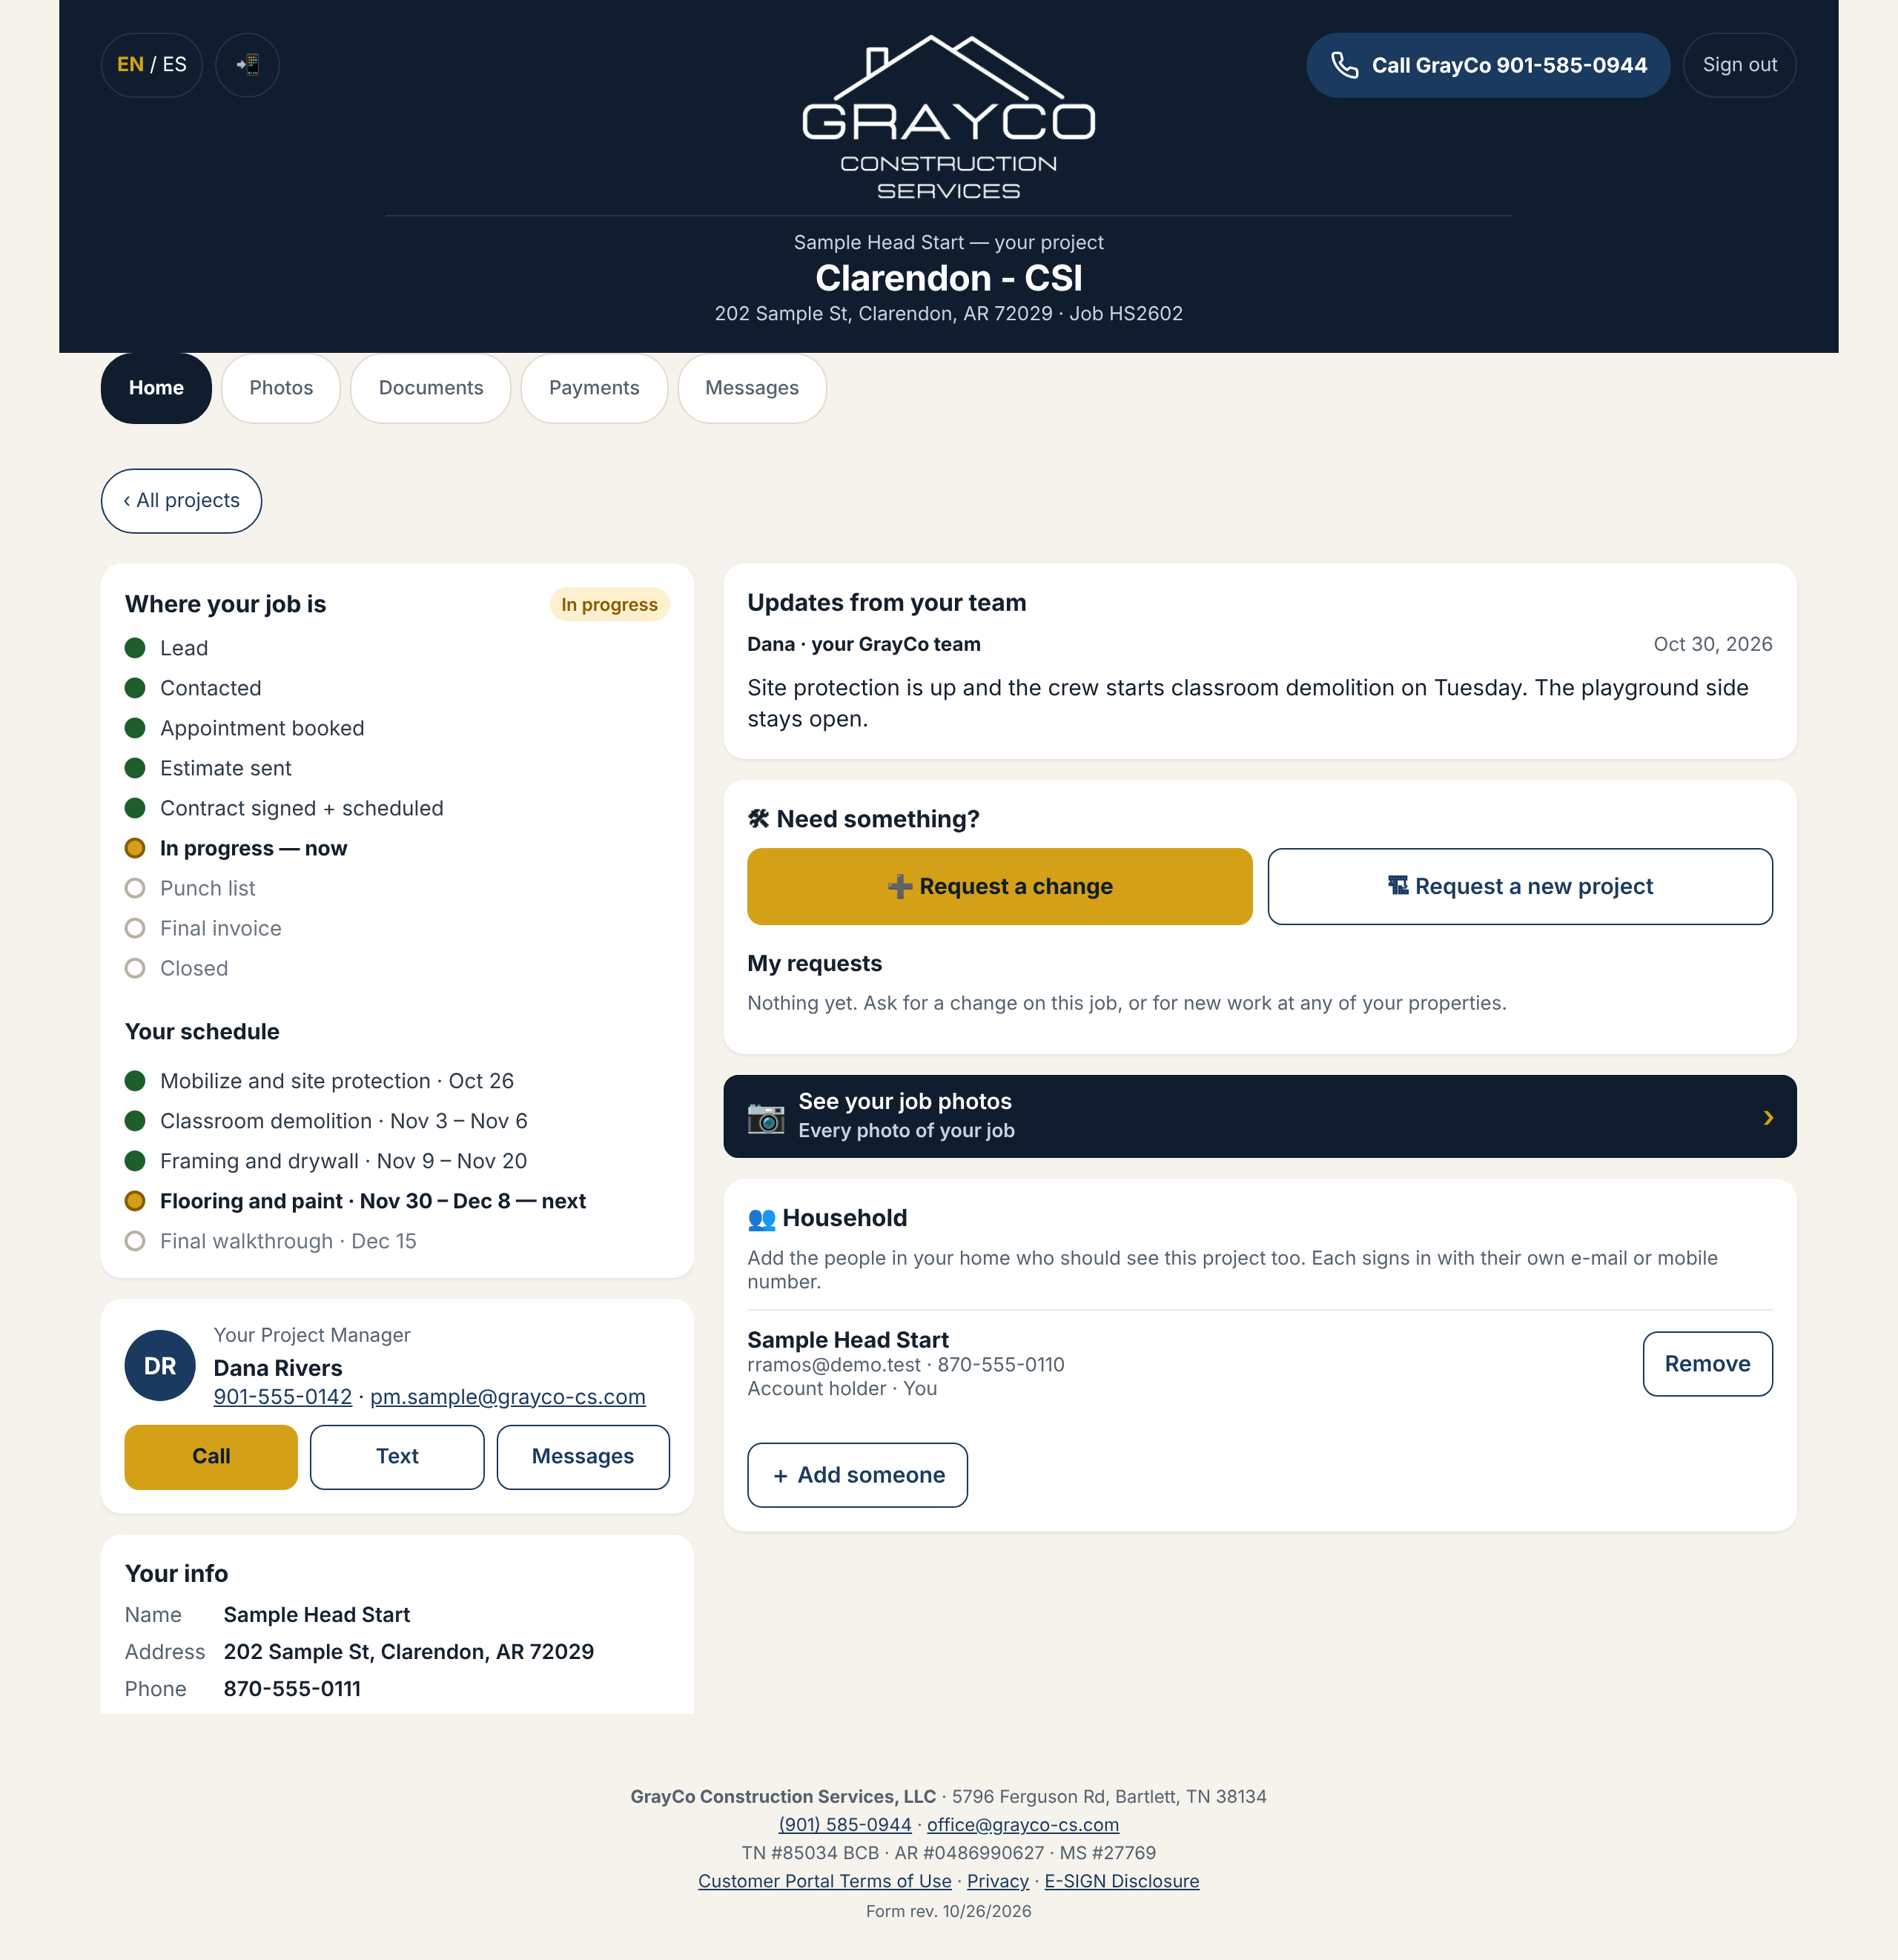 EN / ES
GRAYCO
CONSTRUCTION
SERVICES
Call GrayCo 901-585-0944
Sign out
Sample Head Start — your project
Clarendon - CSI
202 Sample St, Clarendon, AR 72029 · Job HS2602
Home
Photos
Documents
Payments
Messages
‹ All projects
Where your job is
In progress
Lead
Contacted
Appointment booked
Estimate sent
Contract signed + scheduled
In progress — now
Punch list
Final invoice
Closed
Your schedule
Mobilize and site protection · Oct 26
Classroom demolition · Nov 3 – Nov 6
Framing and drywall · Nov 9 – Nov 20
Flooring and paint · Nov 30 – Dec 8 — next
Final walkthrough · Dec 15
DR
Your Project Manager
Dana Rivers
901-555-0142 · pm.sample@grayco-cs.com
Call
Text
Messages
Your info
Name Sample Head Start
Address 202 Sample St, Clarendon, AR 72029
Phone 870-555-0111
Updates from your team
Dana · your GrayCo team
Oct 30, 2026
Site protection is up and the crew starts classroom demolition on Tuesday. The playground side
stays open.
🛠 Need something?
➕ Request a change
🏗 Request a new project
My requests
Nothing yet. Ask for a change on this job, or for new work at any of your properties.
See your job photos
Every photo of your job
›
👥 Household
Add the people in your home who should see this project too. Each signs in with their own e-mail or mobile
number.
Sample Head Start
rramos@demo.test · 870-555-0110
Account holder · You
Remove
+ Add someone
GrayCo Construction Services, LLC · 5796 Ferguson Rd, Bartlett, TN 38134
(901) 585-0944 · office@grayco-cs.com
TN #85034 BCB · AR #0486990627 · MS #27769
Customer Portal Terms of Use · Privacy · E-SIGN Disclosure
Form rev. 10/26/2026